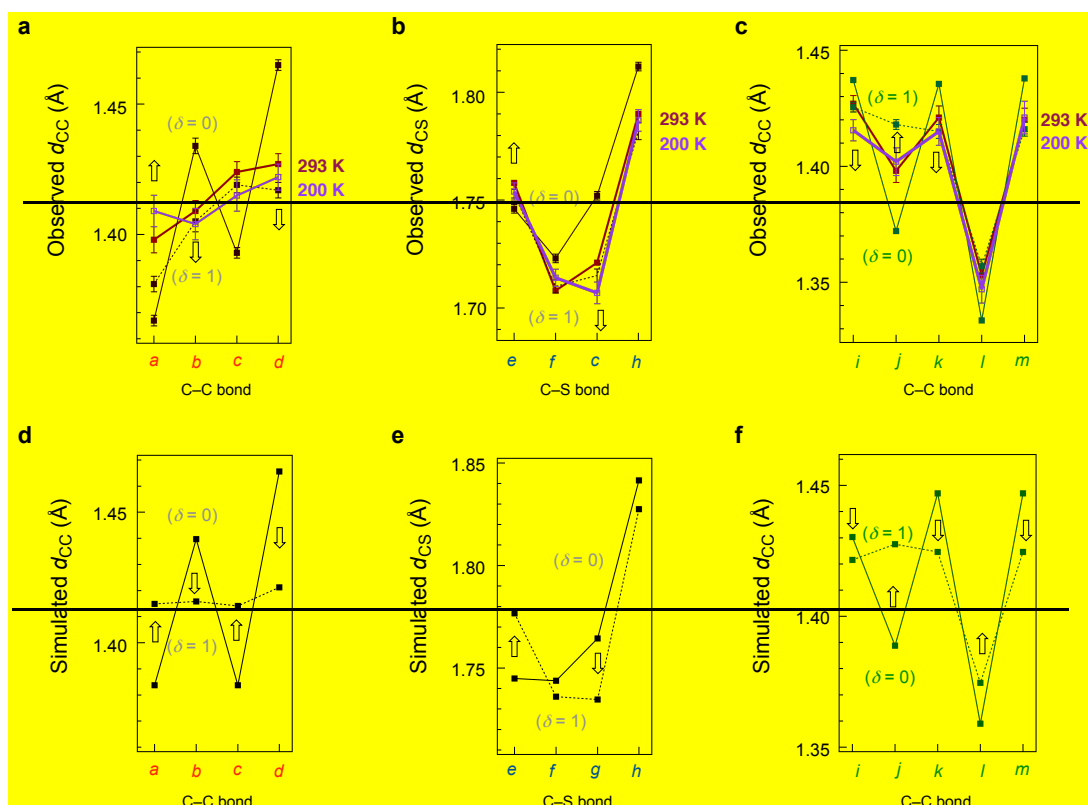 a
Observed dCC (Å)
1.45
1.40
(δ = 0)
(δ = 1)
293 K
200 K
a b c d
C–C bond
b
Observed dCS (Å)
1.80
1.75
1.70
(δ = 0)
(δ = 1)
293 K
200 K
e f c h
C–S bond
c
Observed dCC (Å)
1.45
1.40
1.35
(δ = 1)
(δ = 0)
293 K
200 K
i j k l m
C–C bond
d
Simulated dCC (Å)
1.45
1.40
(δ = 0)
(δ = 1)
a b c d
C–C bond
e
Simulated dCS (Å)
1.85
1.80
1.75
(δ = 0)
(δ = 1)
e f g h
C–S bond
f
Simulated dCC (Å)
1.45
1.40
1.35
(δ = 1)
(δ = 0)
i j k l m
C–C bond